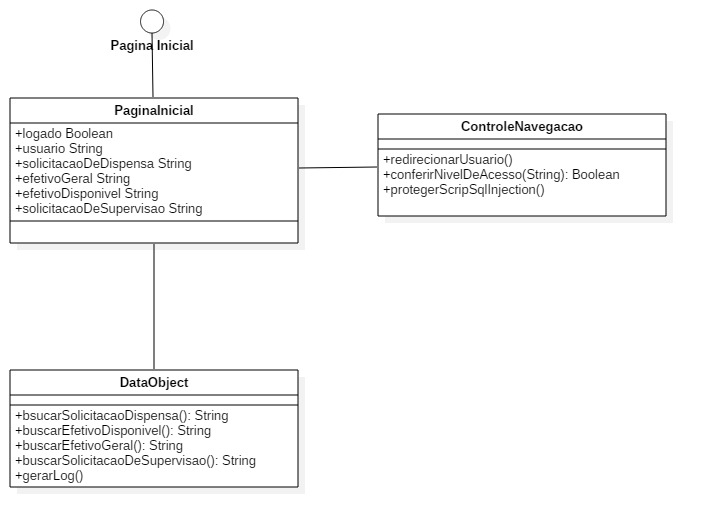 Pagina Inicial
PaginaInicial
+logado Boolean
+usuario String
+solicitacaoDeDispensa String
+efetivoGeral String
+efetivoDisponivel String
+solicitacaoDeSupervisao String
ControleNavegacao
+redirecionarUsuario()
+conferirNivelDeAcesso(String): Boolean
+protegerScripSqlInjection()
DataObject
+bsucarSolicitacaoDispensa(): String
+buscarEfetivoDisponivel(): String
+buscarEfetivoGeral(): String
+buscarSolicitacaoDeSupervisao(): String
+gerarLog()